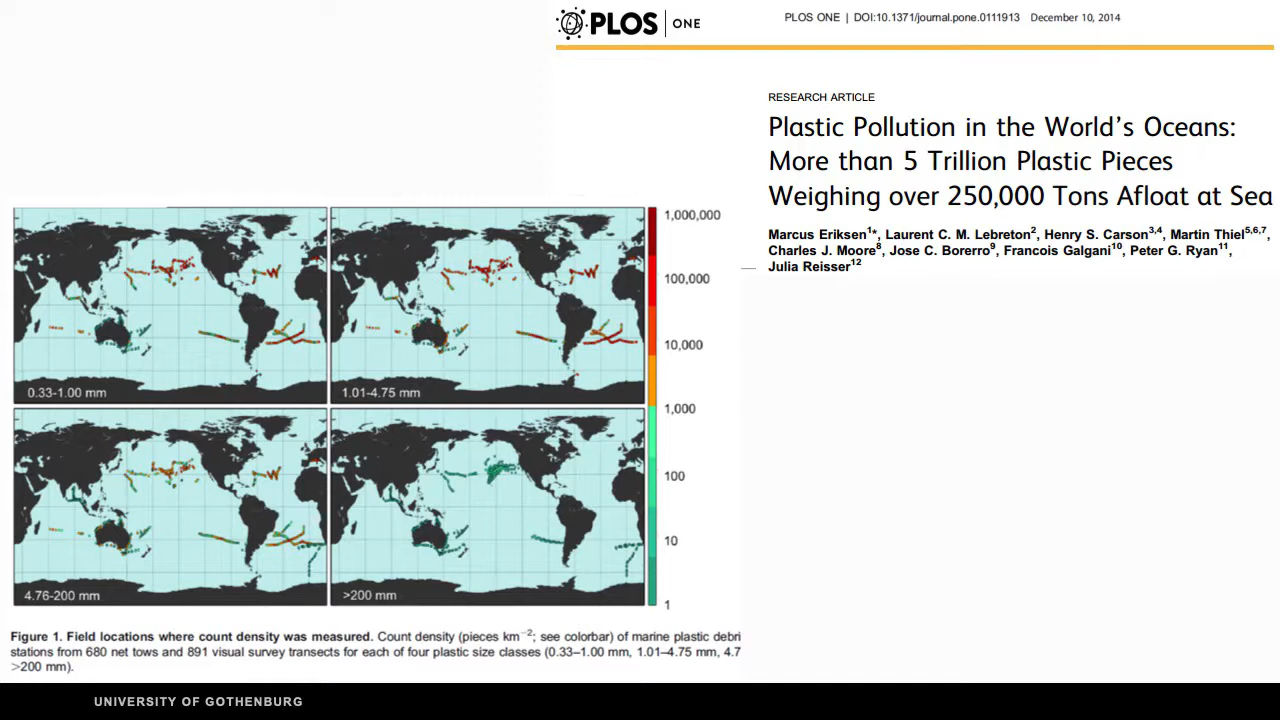 PLOS ONE
PLOS ONE | DOI:10.1371/journal.pone.0111913 December 10, 2014
RESEARCH ARTICLE
Plastic Pollution in the World’s Oceans:
More than 5 Trillion Plastic Pieces
Weighing over 250,000 Tons Afloat at Sea
Marcus Eriksen1*, Laurent C. M. Lebreton2, Henry S. Carson3,4, Martin Thiel5,6,7,
Charles J. Moore8, Jose C. Borerro9, Francois Galgani10, Peter G. Ryan11,
Julia Reisser12
0.33-1.00 mm
1.01-4.75 mm
4.76-200 mm
>200 mm
1,000,000
100,000
10,000
1,000
100
10
1
Figure 1. Field locations where count density was measured. Count density (pieces km−2; see colorbar) of marine plastic debri
stations from 680 net tows and 891 visual survey transects for each of four plastic size classes (0.33–1.00 mm, 1.01–4.75 mm, 4.7
>200 mm).
UNIVERSITY OF GOTHENBURG